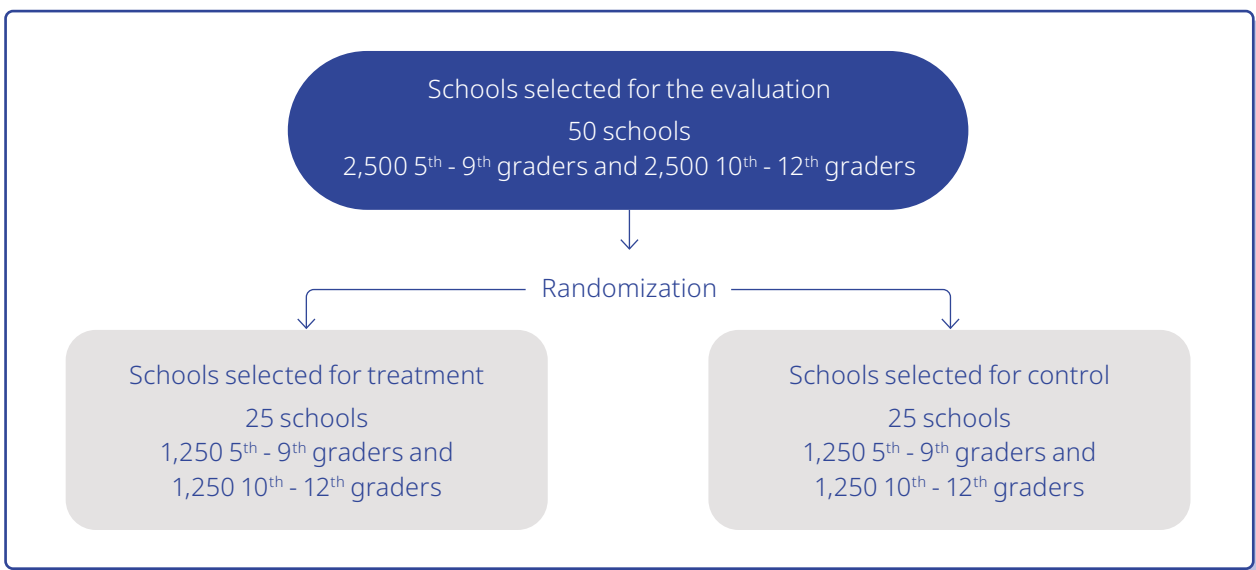 Schools selected for the evaluation
50 schools
2,500 5th - 9th graders and 2,500 10th - 12th graders
Randomization
Schools selected for treatment
25 schools
1,250 5th - 9th graders and
1,250 10th - 12th graders
Schools selected for control
25 schools
1,250 5th - 9th graders and
1,250 10th - 12th graders